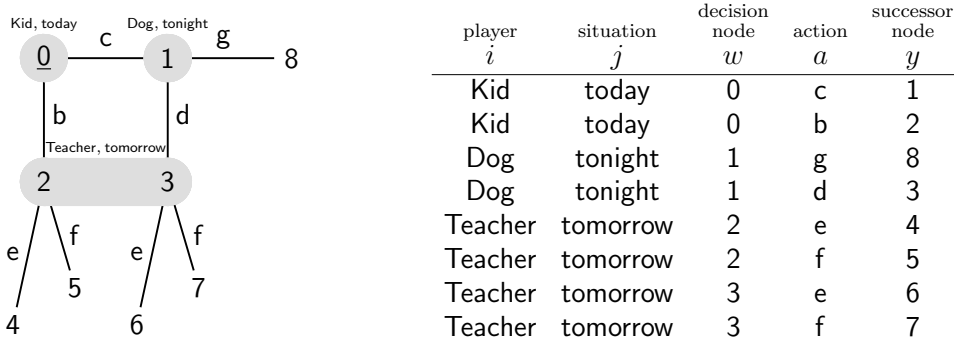 Kid, today Dog, tonight
c g
0 1 8
b d
Teacher, tomorrow
2 3
e f e f
5 7
4 6
decision successor
player situation node action node
i j w a y
Kid today 0 c 1
Kid today 0 b 2
Dog tonight 1 g 8
Dog tonight 1 d 3
Teacher tomorrow 2 e 4
Teacher tomorrow 2 f 5
Teacher tomorrow 3 e 6
Teacher tomorrow 3 f 7